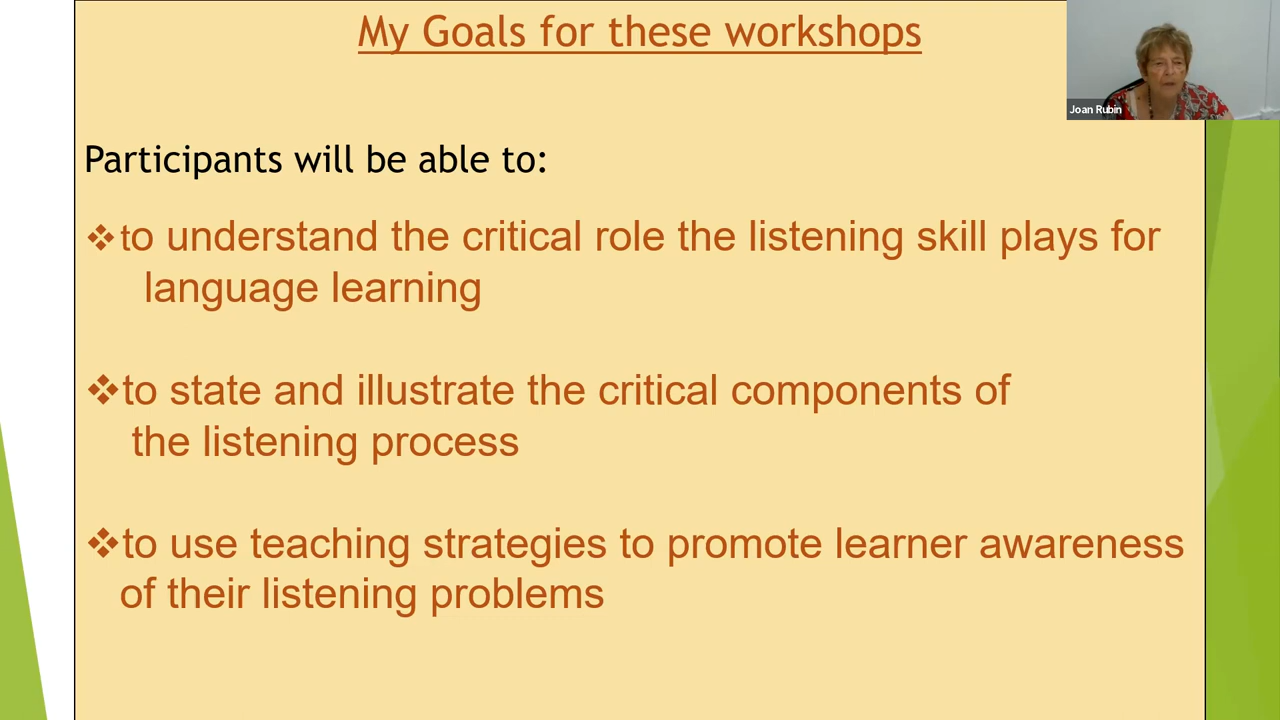 My Goals for these workshops
Joan Rubin
Participants will be able to:
❖to understand the critical role the listening skill plays for
language learning
❖to state and illustrate the critical components of
the listening process
❖to use teaching strategies to promote learner awareness
of their listening problems